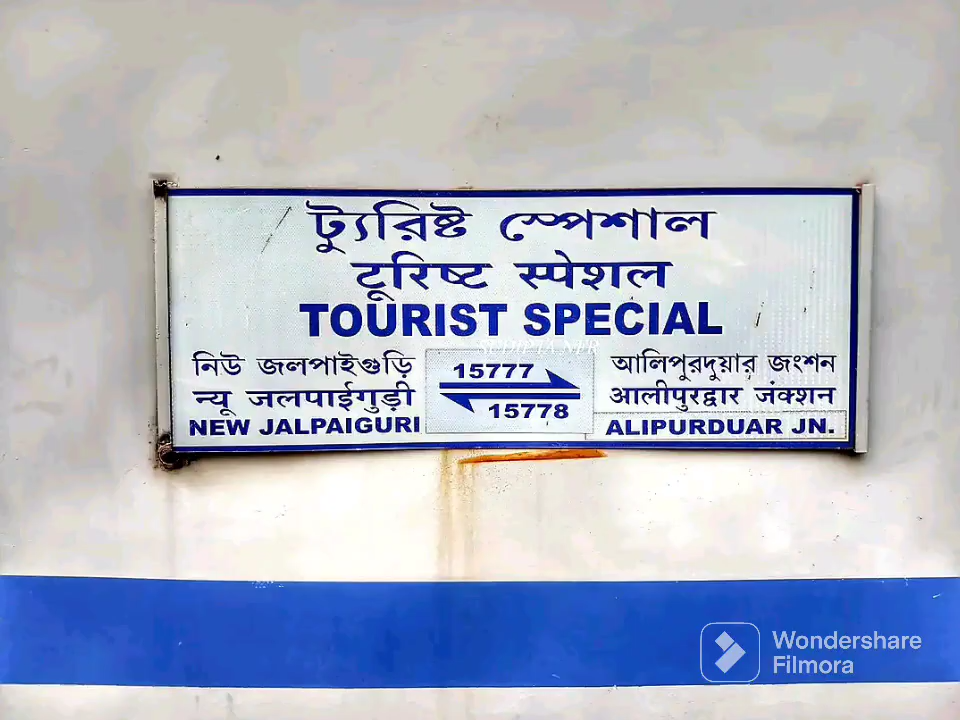 ট্যুরিষ্ট স্পেশাল
टूरिष्ट स्पेशल
TOURIST SPECIAL
নিউ জলপাইগুড়ি
न्यू जलपाईगुड़ी
NEW JALPAIGURI
15777
15778
আলিপুরদুয়ার জংশন
आलीपुरद्वार जंक्शन
ALIPURDUAR JN.
Wondershare
Filmora